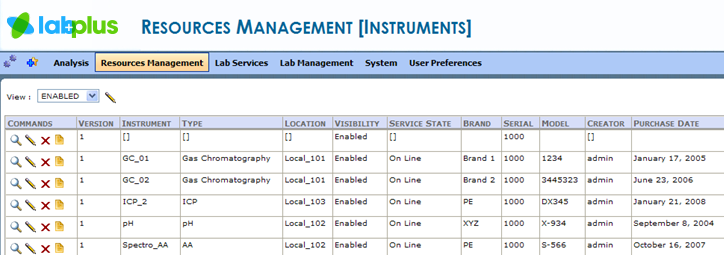 labplus RESOURCES MANAGEMENT [INSTRUMENTS]
Analysis Resources Management Lab Services Lab Management System User Preferences
View : ENABLED
COMMANDS VERSION INSTRUMENT TYPE LOCATION VISIBILITY SERVICE STATE BRAND SERIAL MODEL CREATOR PURCHASE DATE
1 [] [] [] Enabled [] 1000 []
1 GC_01 Gas Chromatography Local_101 Enabled On Line Brand 1 1000 1234 admin January 17, 2005
1 GC_02 Gas Chromatography Local_101 Enabled On Line Brand 2 1000 3445323 admin June 23, 2006
1 ICP_2 ICP Local_103 Enabled On Line PE 1000 DX345 admin January 21, 2008
1 pH pH Local_102 Enabled On Line XYZ 1000 X-934 admin September 8, 2004
1 Spectro_AA AA Local_102 Enabled On Line PE 1000 S-566 admin October 16, 2007